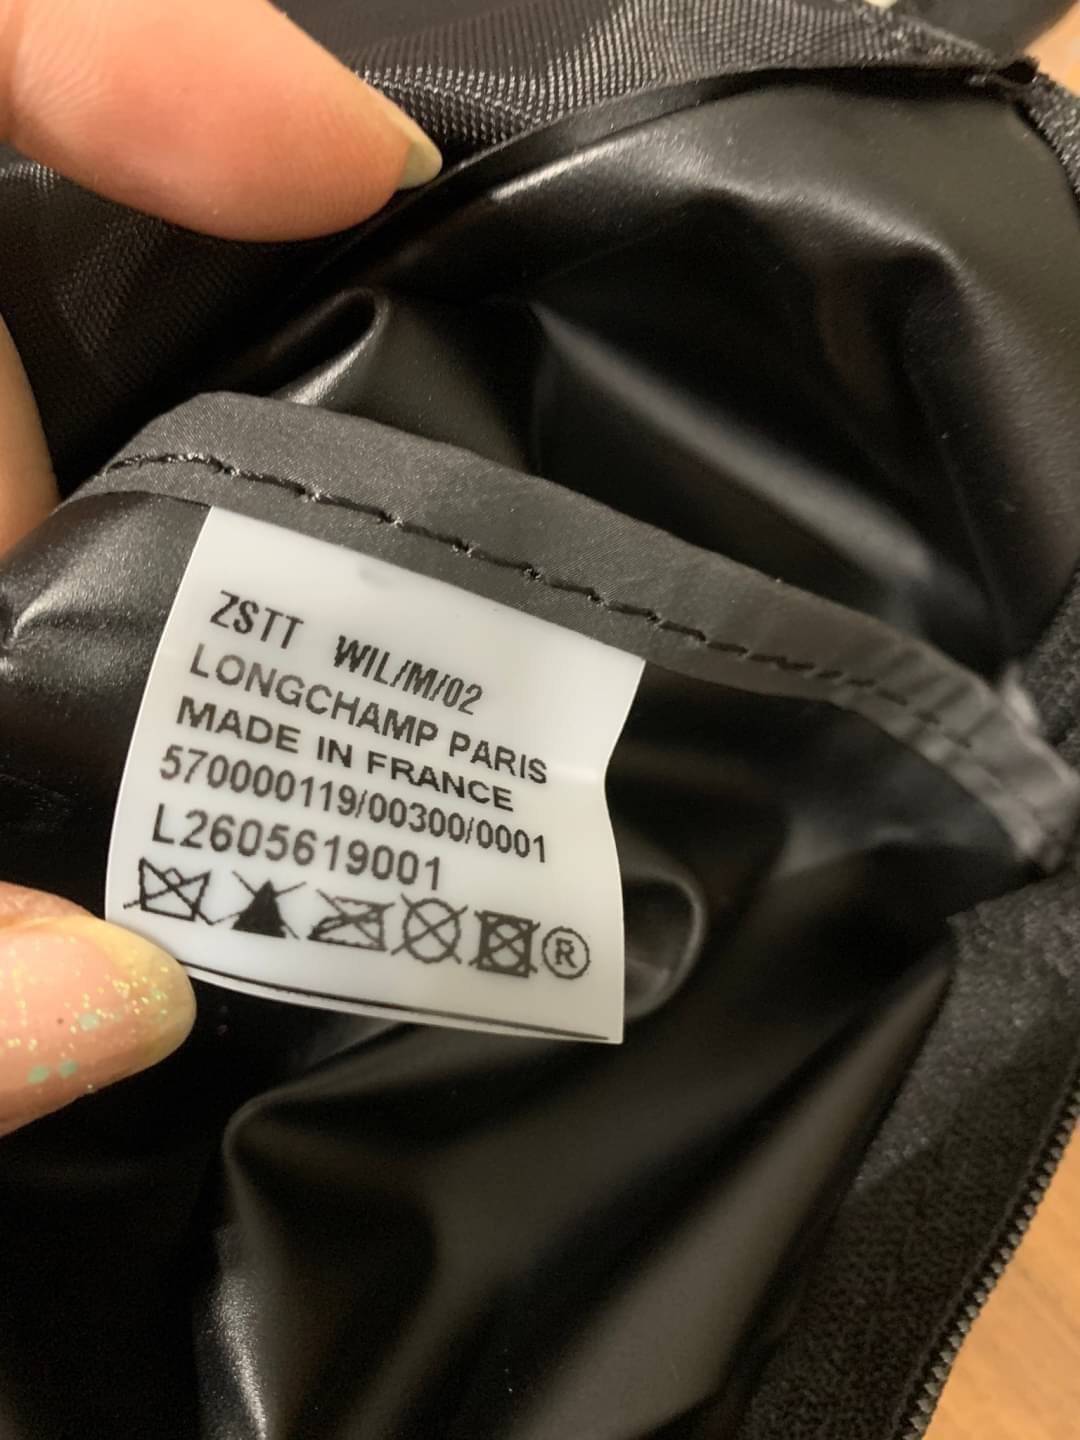 ZSTT WIL/M/02
LONGCHAMP PARIS
MADE IN FRANCE
570000119/00300/0001
L2605619001
®